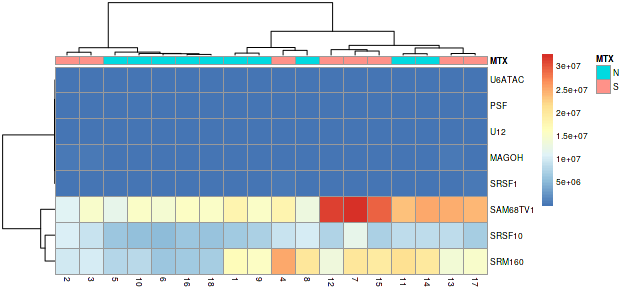 MTX
U6ATAC
PSF
U12
MAGOH
SRSF1
SAM68TV1
SRSF10
SRM160
2 3 5 10 6 16 18 1 9 4 8 12 7 15 11 14 13 17
3e+07
2.5e+07
2e+07
1.5e+07
1e+07
5e+06
MTX
N
S